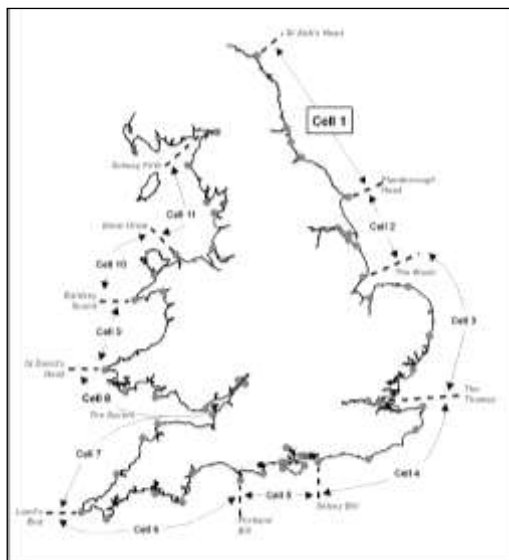 St Abb's Head
Cell 1
Solway Firth
Flamborough
Head
Cell 11
Cell 2
Great Orme
Cell 10
The Wash
Bardsey
Sound
Cell 3
Cell 9
St David's
Head
The
Thames
Cell 8
The Severn
Cell 7
Cell 4
Land's
End
Cell 5
Selsey Bill
Cell 6
Portland
Bill